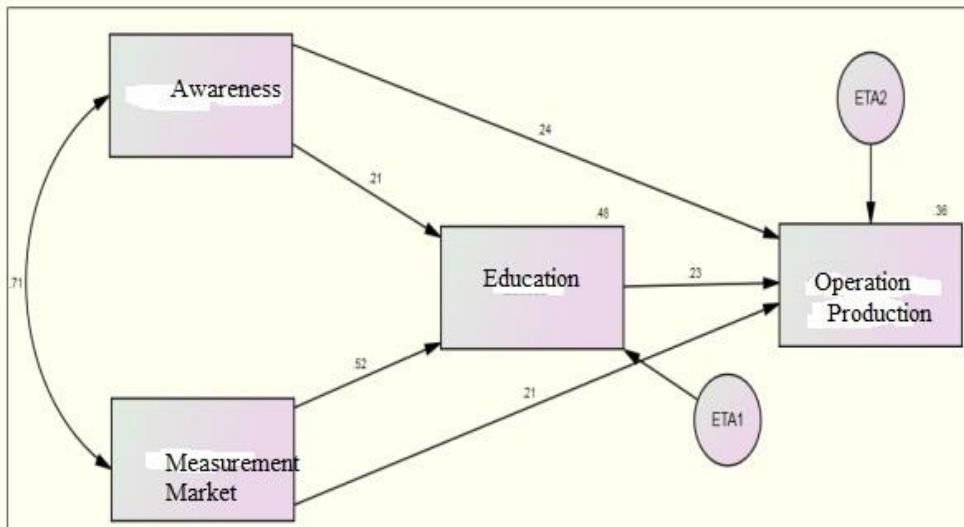 Awareness
ETA2
.24
.21
.48
.36
Education
.23
Operation
Production
.71
.52
.21
ETA1
Measurement
Market